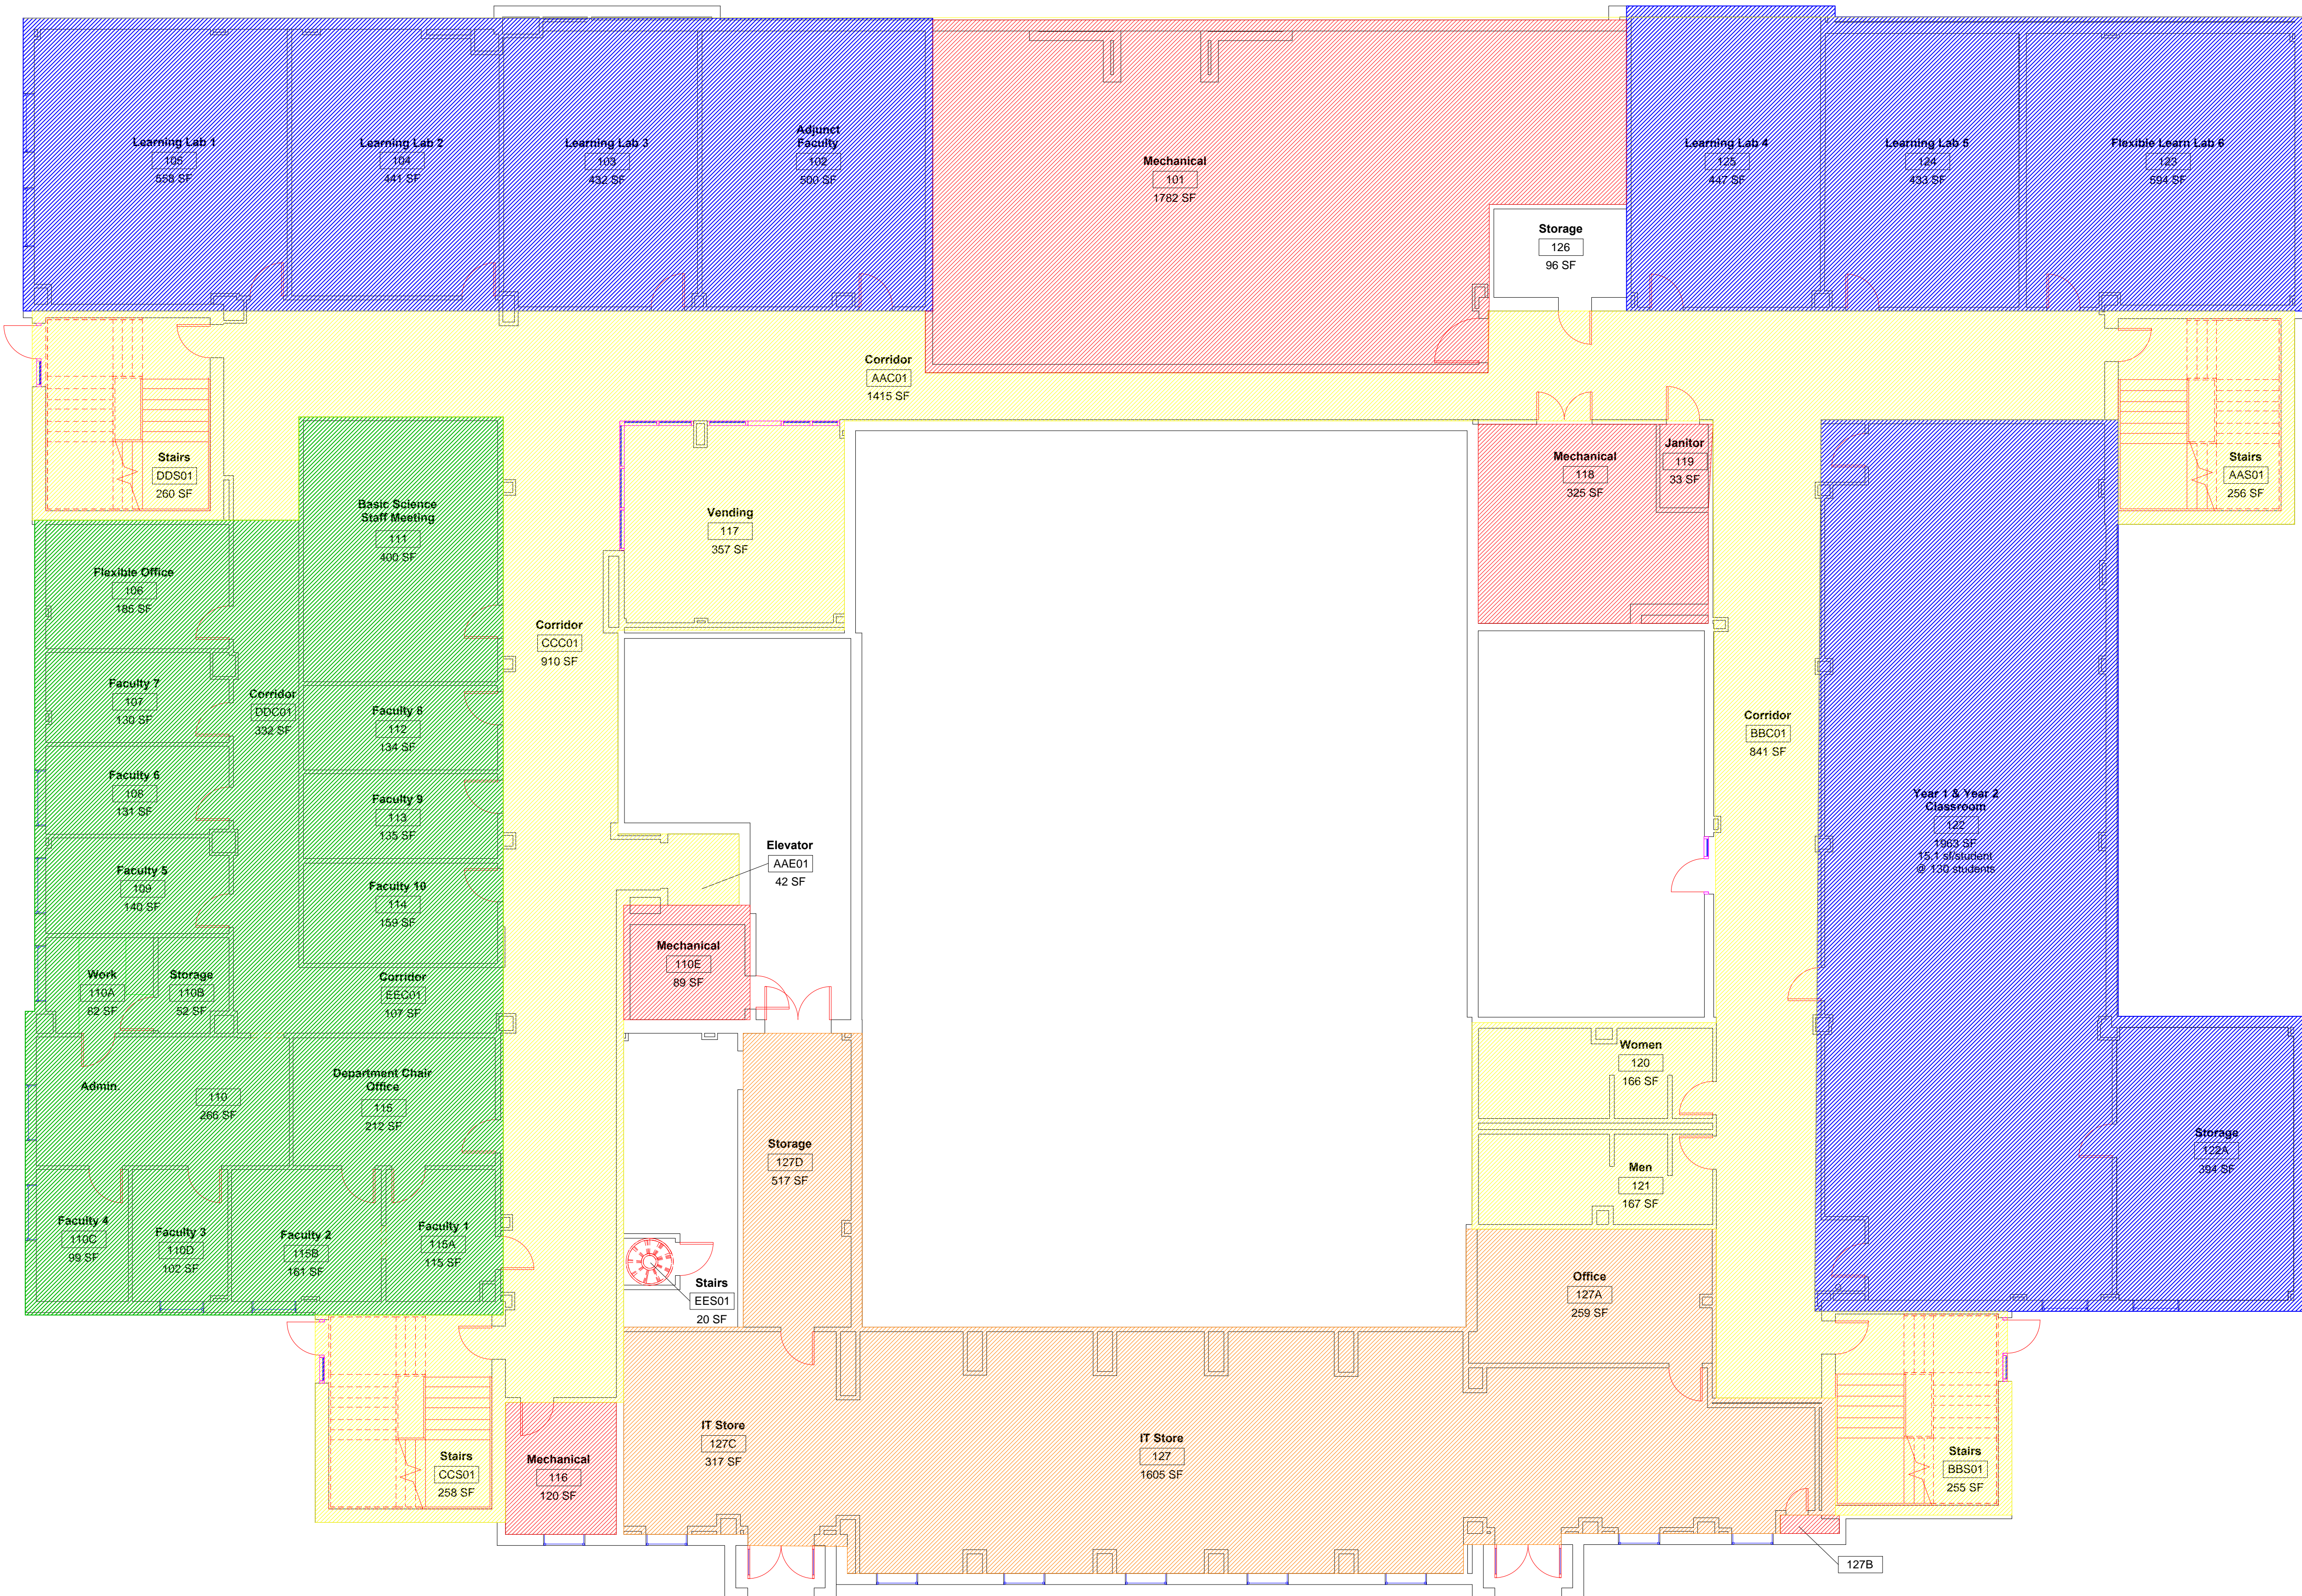 Learning Lab 1
105
558 SF
Learning Lab 2
104
441 SF
Learning Lab 3
103
432 SF
Adjunct
Faculty
102
500 SF
Mechanical
101
1782 SF
Learning Lab 4
125
447 SF
Learning Lab 5
124
433 SF
Flexible Learn Lab 6
123
594 SF
Storage
126
96 SF
Corridor
AAC01
1415 SF
Stairs
DDS01
260 SF
Basic Science
Staff Meeting
111
400 SF
Vending
117
357 SF
Mechanical
118
325 SF
Janitor
119
33 SF
Stairs
AAS01
256 SF
Flexible Office
106
185 SF
Corridor
CCC01
910 SF
Faculty 7
107
130 SF
Corridor
DDC01
332 SF
Faculty 8
112
134 SF
Corridor
BBC01
841 SF
Faculty 6
108
131 SF
Faculty 9
113
135 SF
Year 1 & Year 2
Classroom
122
1963 SF
15.1 sf/student
@ 130 students
Elevator
AAE01
42 SF
Faculty 5
109
140 SF
Faculty 10
114
159 SF
Mechanical
110E
89 SF
Work
110A
62 SF
Storage
110B
52 SF
Corridor
EEC01
107 SF
Women
120
166 SF
Admin.
110
266 SF
Department Chair
Office
115
212 SF
Storage
127D
517 SF
Storage
122A
394 SF
Men
121
167 SF
Faculty 4
110C
99 SF
Faculty 3
110D
102 SF
Faculty 2
115B
161 SF
Faculty 1
115A
115 SF
Stairs
EES01
20 SF
Office
127A
259 SF
IT Store
127C
317 SF
IT Store
127
1605 SF
Stairs
CCS01
258 SF
Mechanical
116
120 SF
Stairs
BBS01
255 SF
127B